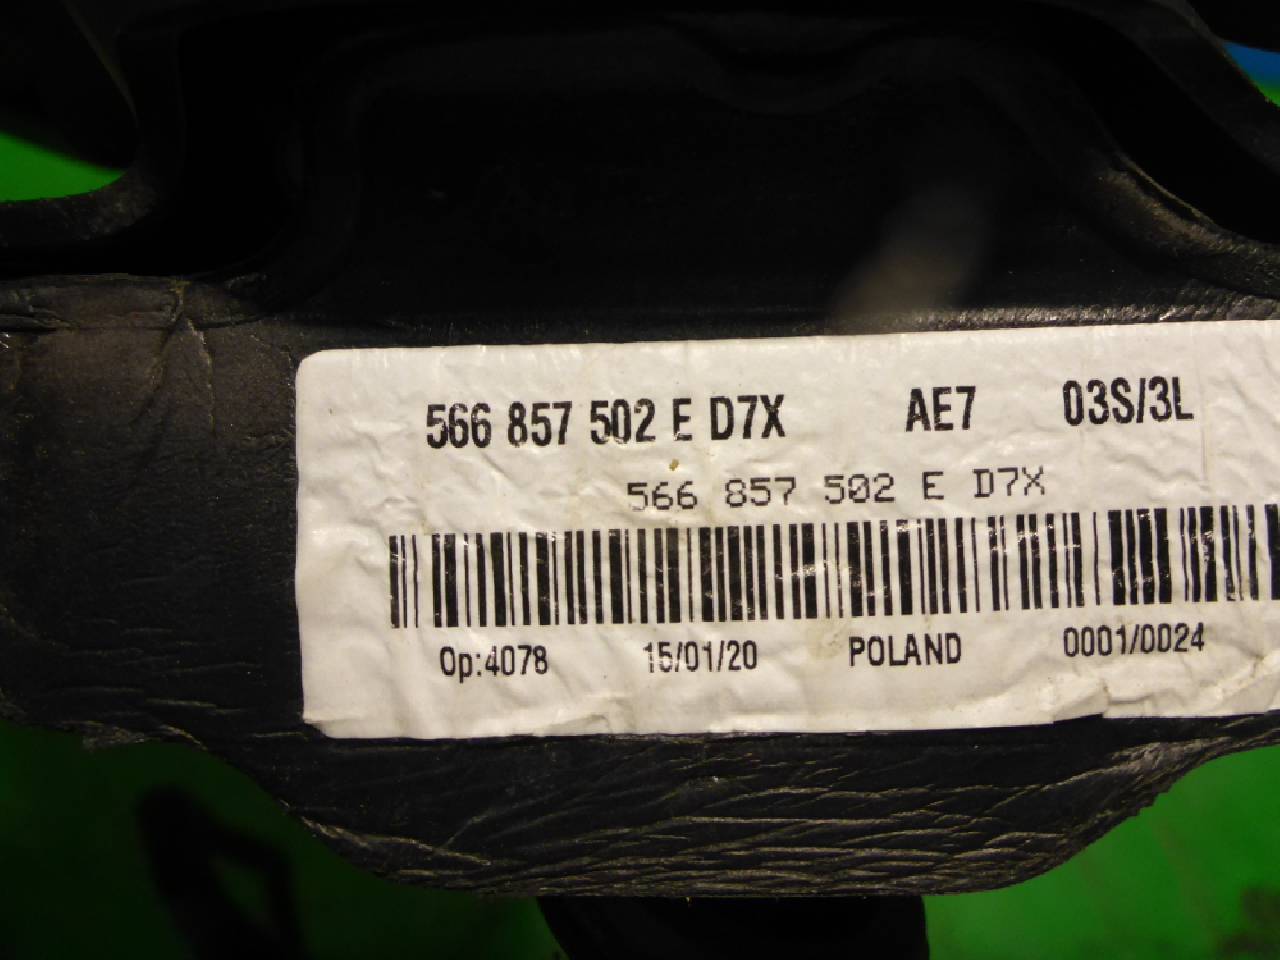 566 857 502 E D7X AE7 03S/3L
566 857 502 E D7X
Op:4078 15/01/20 POLAND 0001/0024